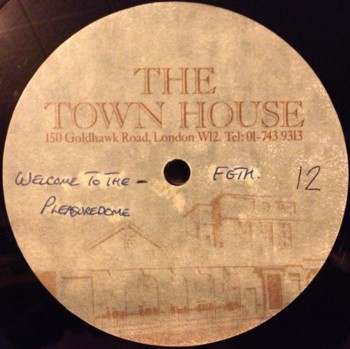 THE
TOWN HOUSE
150 Goldhawk Road, London W12. Tel: 01-743 9313
WELCOME TO THE - FGTH. 12
PLEASUREDOME